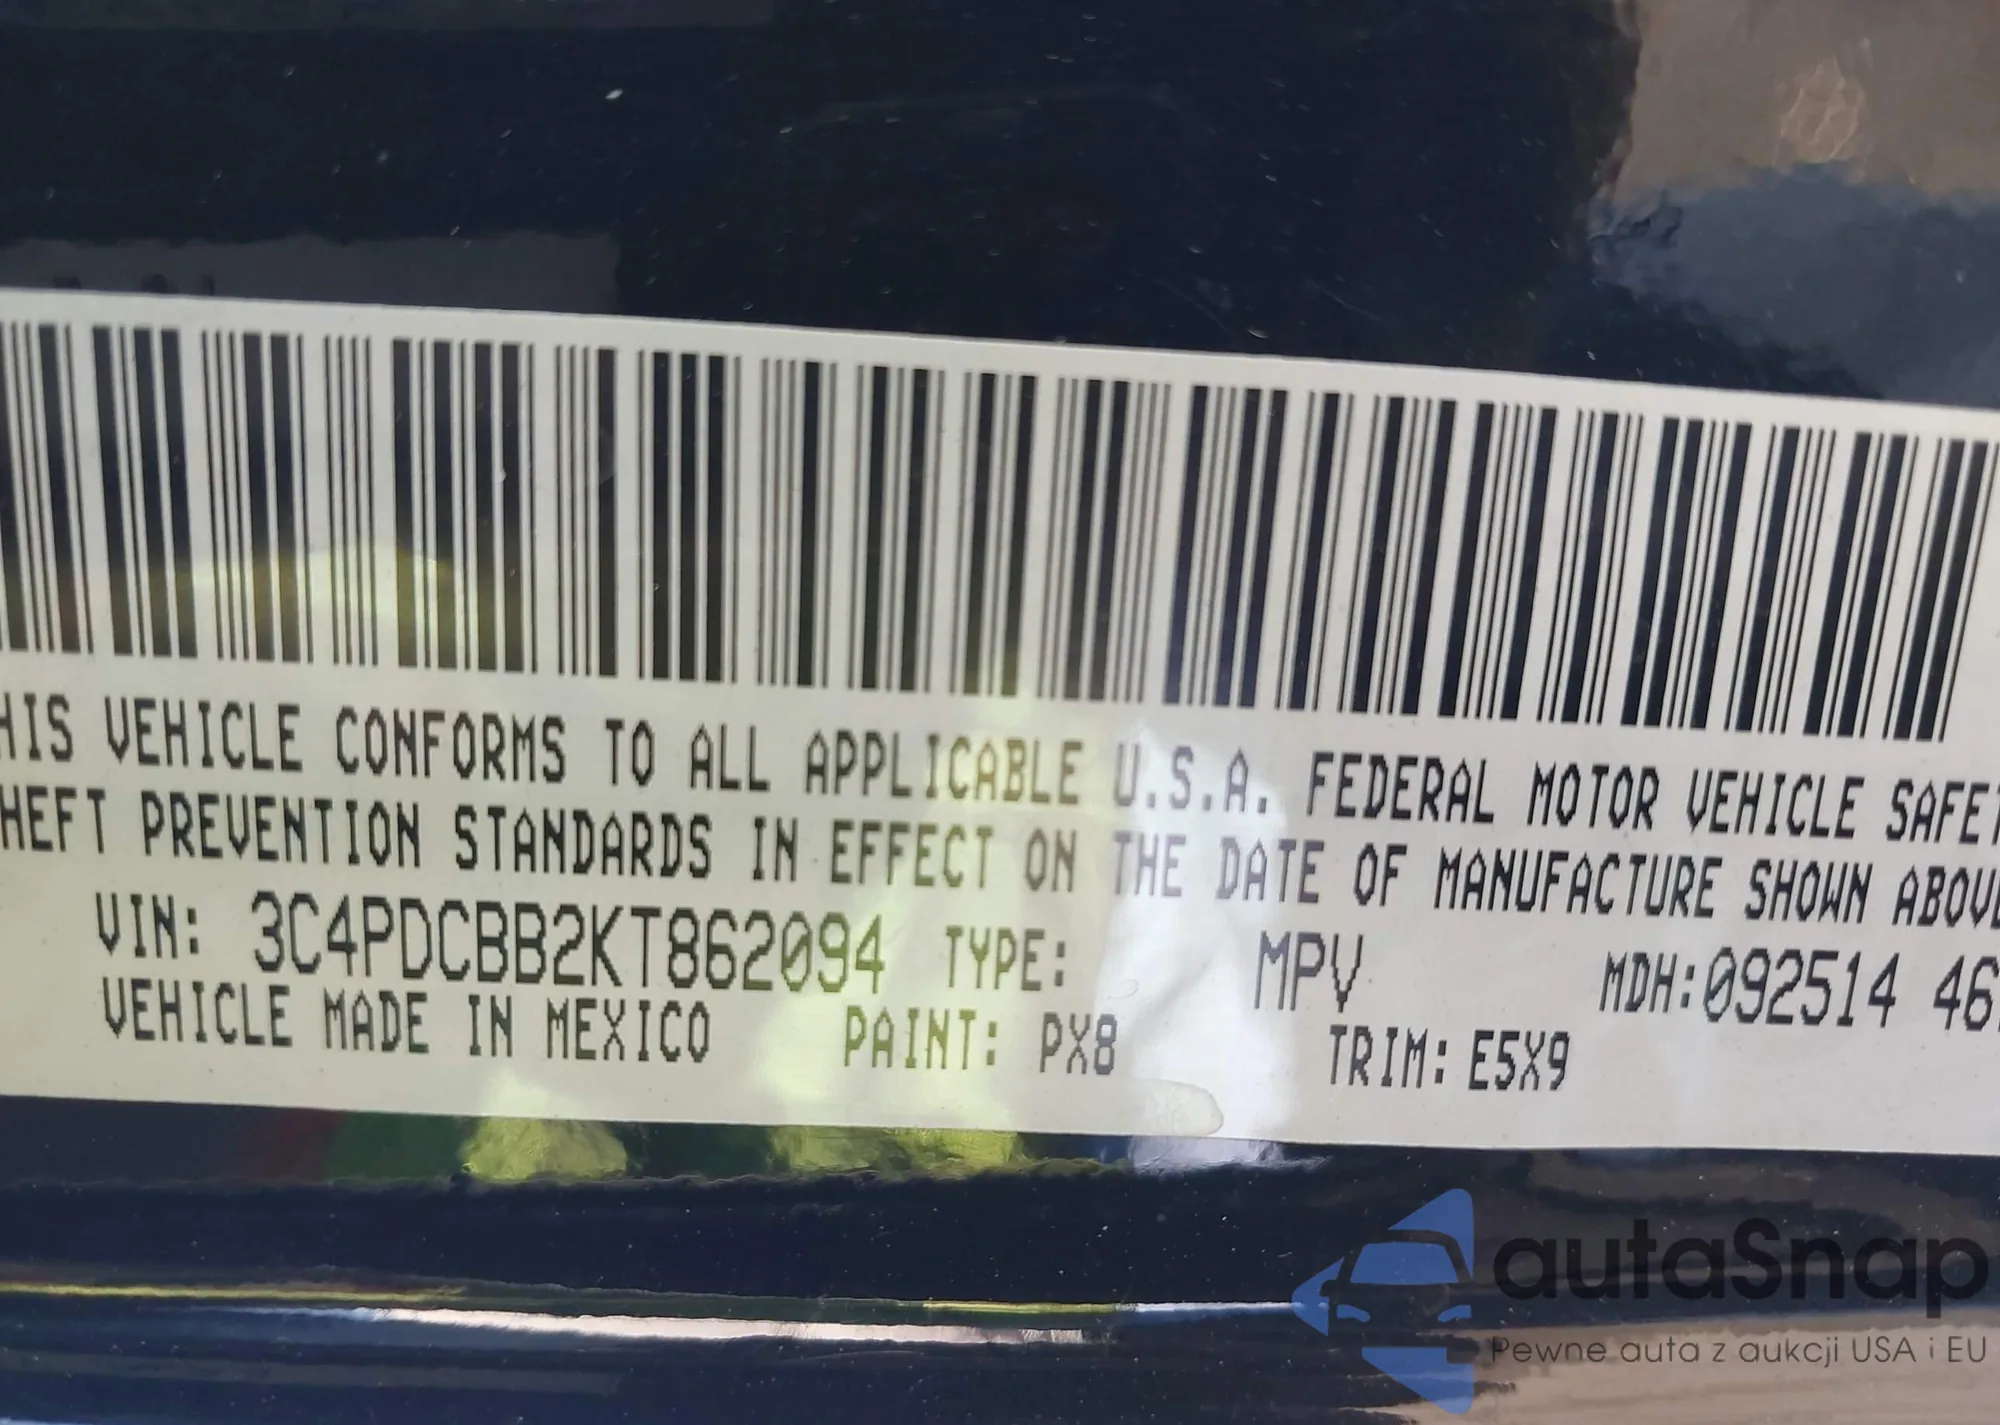 HIS VEHICLE CONFORMS TO ALL APPLICABLE U.S.A. FEDERAL MOTOR VEHICLE SAFET
HEFT PREVENTION STANDARDS IN EFFECT ON THE DATE OF MANUFACTURE SHOWN ABOV
VIN: 3C4PDCBB2KT862094 TYPE: MPV MDH:092514 46
VEHICLE MADE IN MEXICO PAINT: PX8 TRIM: E5X9
autaSnap
Pewne auta z aukcji USA i EU